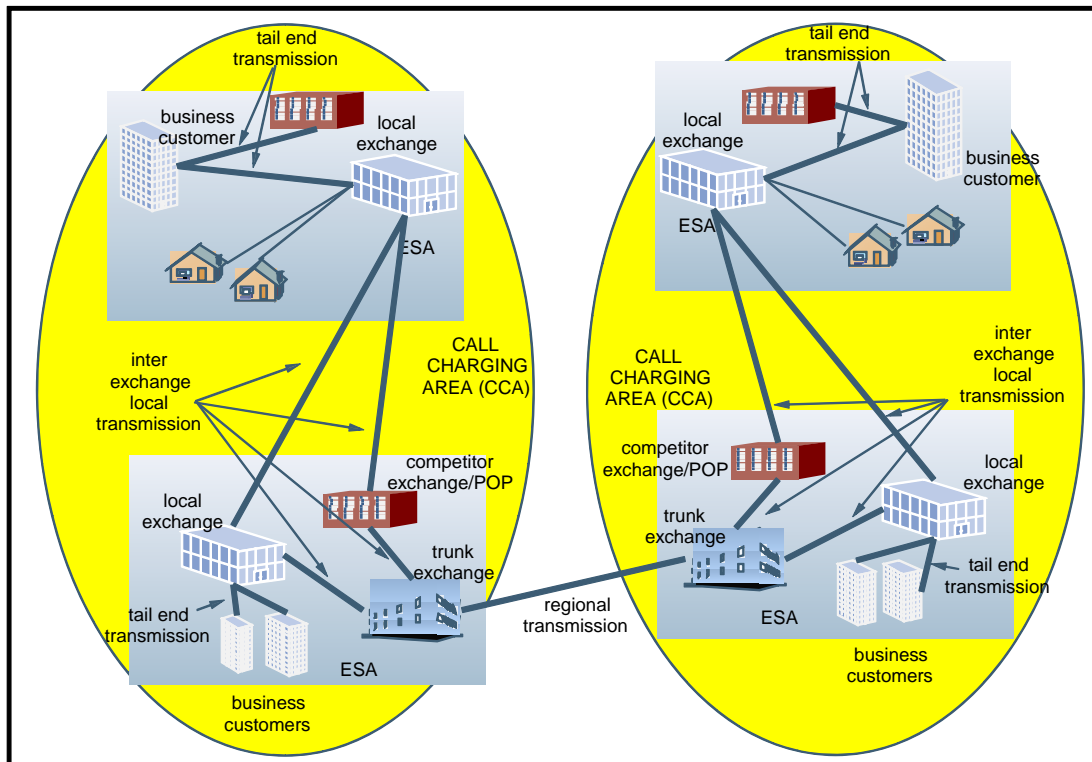 tail end
transmission
business
customer
local
exchange
ESA
inter
exchange
local
transmission
CALL
CHARGING
AREA (CCA)
competitor
exchange/POP
local
exchange
trunk
exchange
tail end
transmission
ESA
business
customers
regional
transmission
tail end
transmission
local
exchange
business
customer
ESA
CALL
CHARGING
AREA (CCA)
inter
exchange
local
transmission
competitor
exchange/POP
local
exchange
trunk
exchange
tail end
transmission
ESA
business
customers